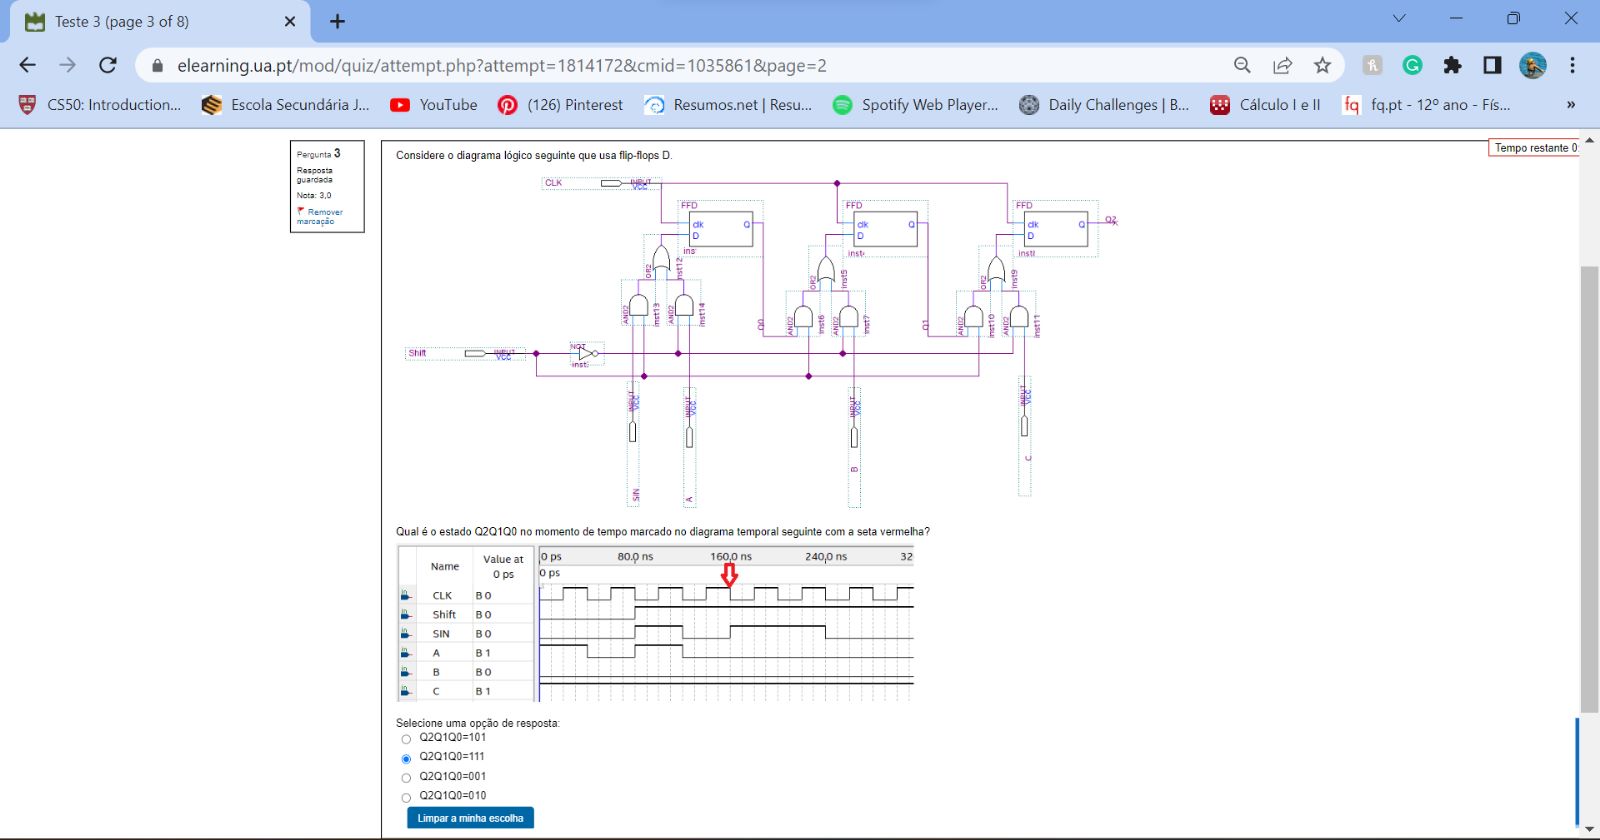 Teste 3 (page 3 of 8)
elearning.ua.pt/mod/quiz/attempt.php?attempt=1814172&cmid=1035861&page=2
CS50: Introduction...
Escola Secundária J...
YouTube
(126) Pinterest
Resumos.net | Resu...
Spotify Web Player...
Daily Challenges | B...
Cálculo I e II
fq.pt - 12º ano - Fís...
»
Pergunta 3
Resposta
guardada
Nota: 3,0
Remover
marcação
Tempo restante 0:
Considere o diagrama lógico seguinte que usa flip-flops D.
CLK
INPUT
VCC
FFD
FFD
FFD
clk
Q
D
clk
Q
D
clk
Q
D
Q2
inst
OR2
inst12
OR2
inst5
OR2
inst9
AND2
inst13
AND2
inst14
Q0
AND2
inst6
AND2
inst7
Q1
AND2
inst10
AND2
inst11
Shift
INPUT
VCC
NOT
inst
INPUT
VCC
INPUT
VCC
INPUT
VCC
INPUT
VCC
SIN
A
B
C
Qual é o estado Q2Q1Q0 no momento de tempo marcado no diagrama temporal seguinte com a seta vermelha?
Name
Value at
0 ps
0 ps
80.0 ns
160.0 ns
240.0 ns
32
0 ps
CLK B 0
Shift B 0
SIN B 0
A B 1
B B 0
C B 1
Selecione uma opção de resposta:
Q2Q1Q0=101
Q2Q1Q0=111
Q2Q1Q0=001
Q2Q1Q0=010
Limpar a minha escolha